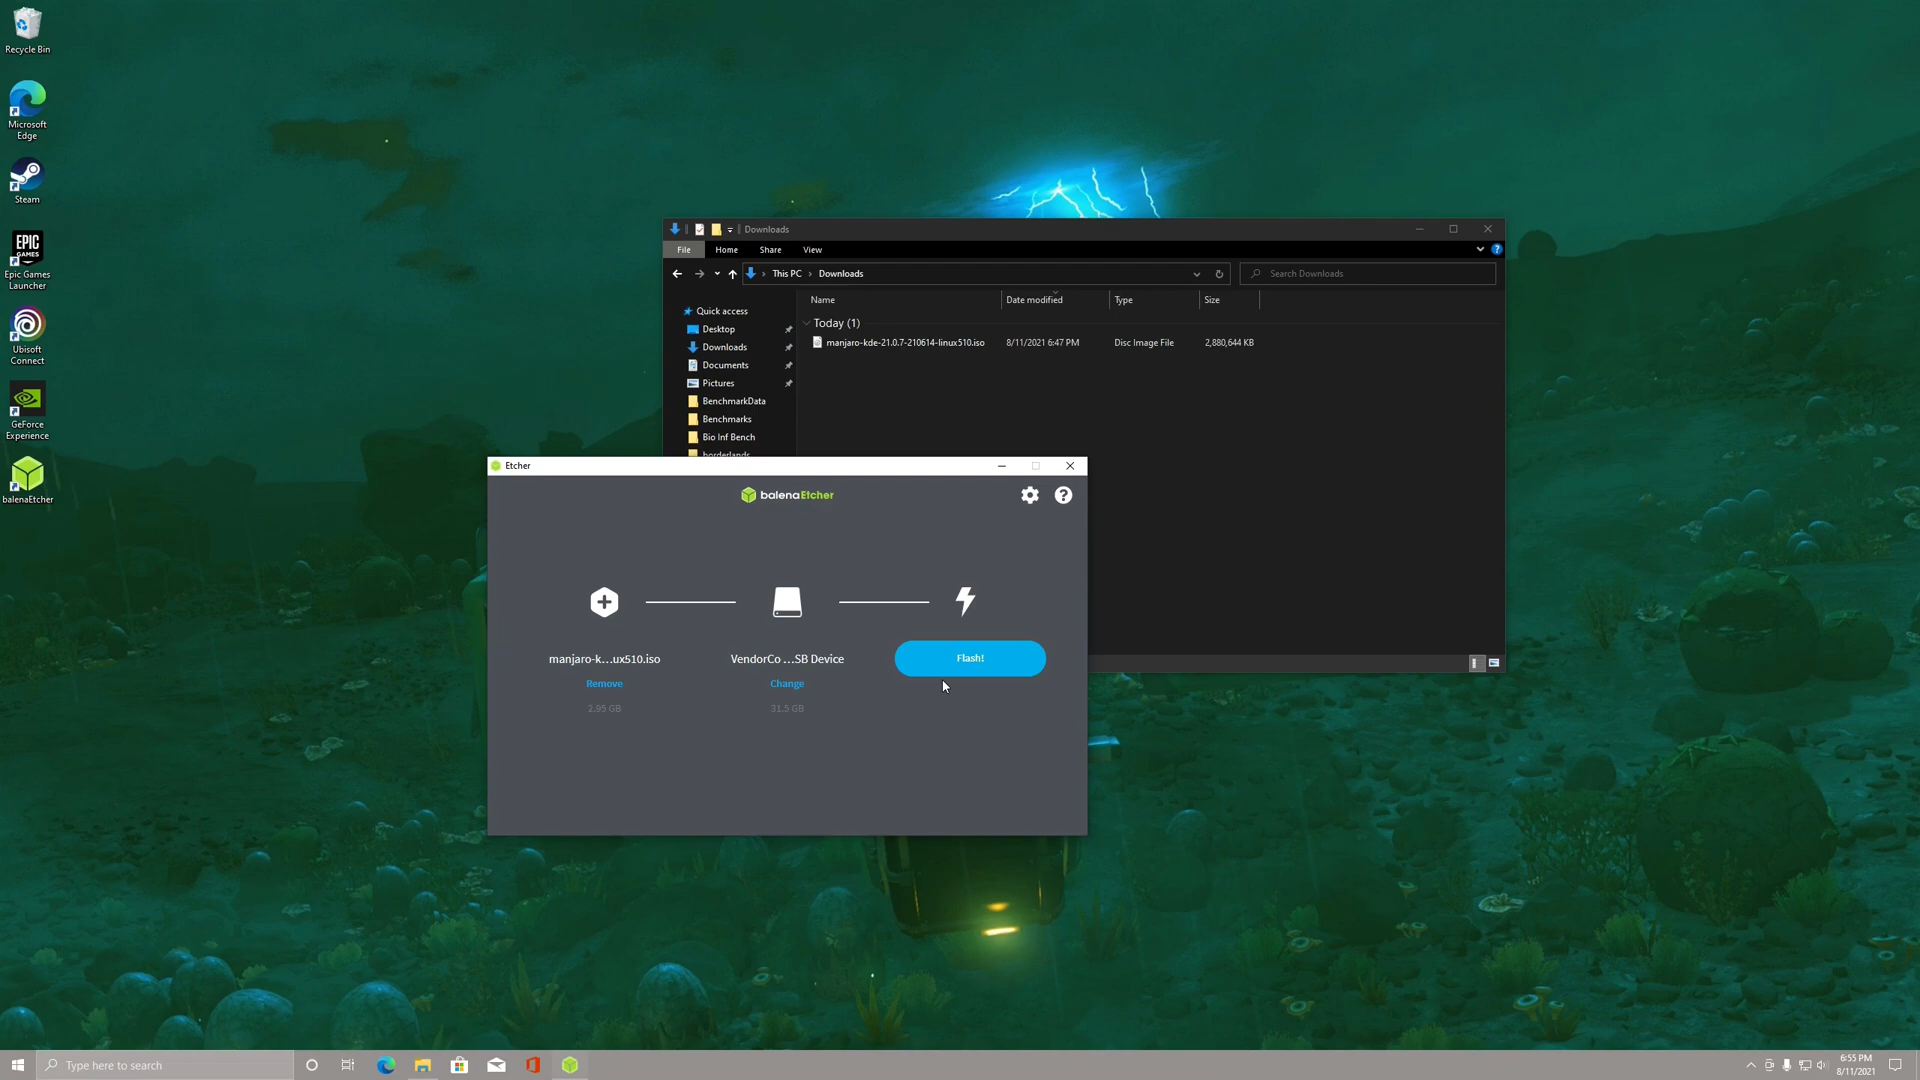 Recycle Bin
Microsoft
Edge
Steam
EPIC
GAMES
Epic Games
Launcher
Ubisoft
Connect
GeForce
Experience
balenaEtcher
Downloads
File Home Share View
This PC > Downloads
Search Downloads
Name Date modified Type Size
Quick access
Desktop
Downloads
Documents
Pictures
BenchmarkData
Benchmarks
Bio Inf Bench
borderlands
Today (1)
manjaro-kde-21.0.7-210614-linux510.iso 8/11/2021 6:47 PM Disc Image File 2,880,644 KB
Etcher
balenaEtcher
manjaro-k...ux510.iso
Remove
2.95 GB
VendorCo ...SB Device
Change
31.5 GB
Flash!
Type here to search
6:55 PM
8/11/2021